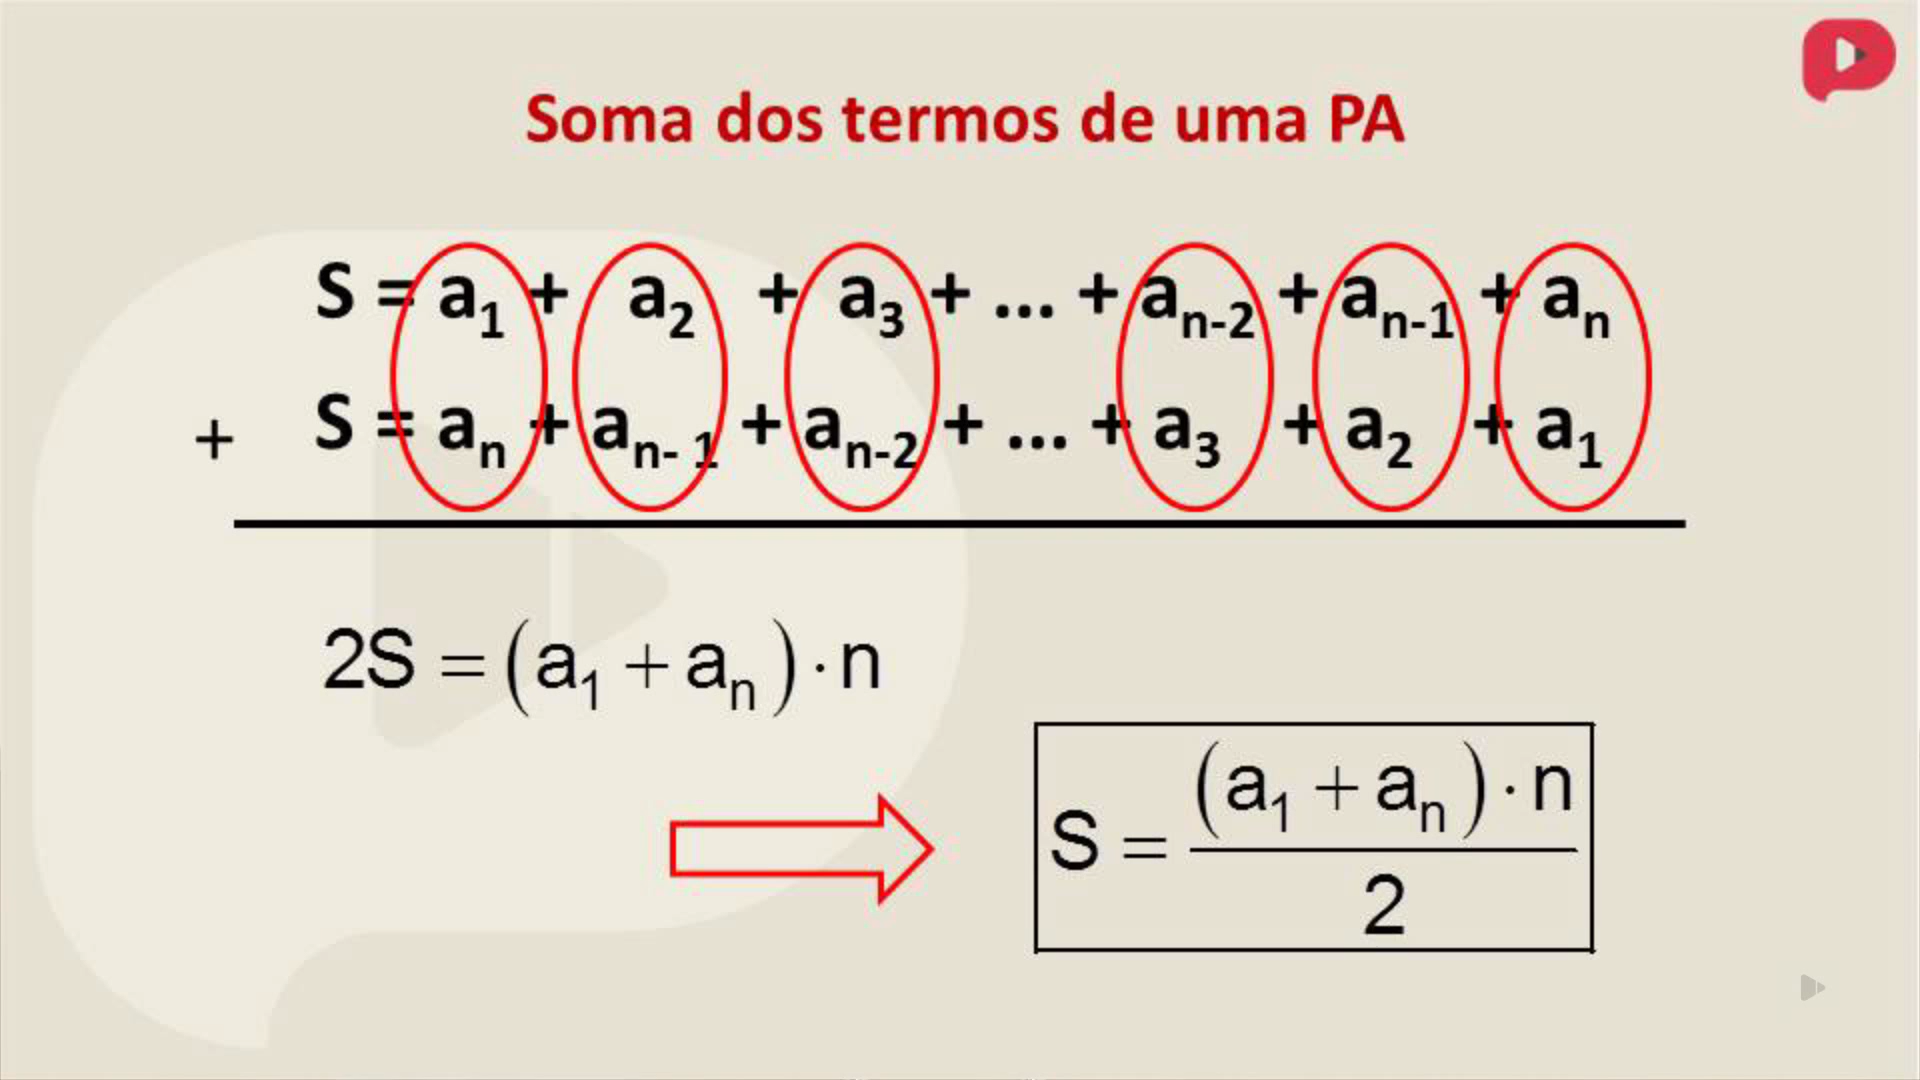 Soma dos termos de uma PA
S = a₁ + a₂ + a₃ + ... + aₙ₋₂ + aₙ₋₁ + aₙ
+ S = aₙ + aₙ₋ ₁ + aₙ₋₂ + ... + a₃ + a₂ + a₁
2S = (a₁ + aₙ) · n
S = (a₁ + aₙ) · n / 2